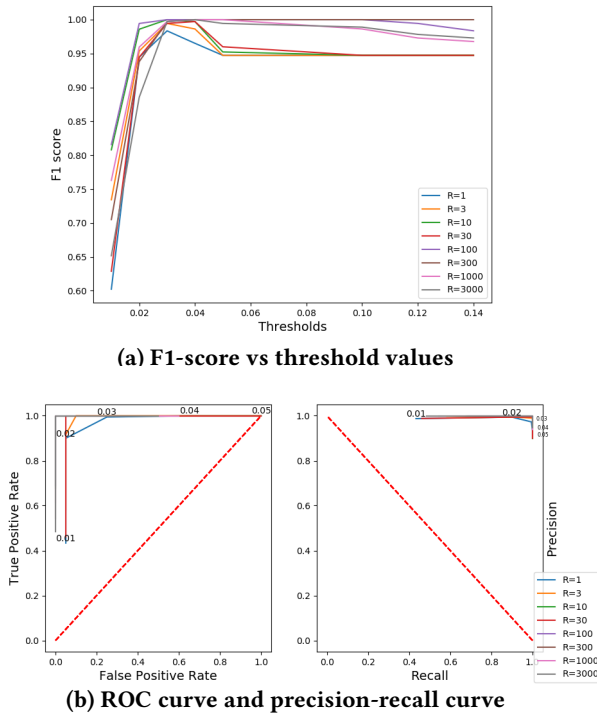 1.00
0.95
0.90
0.85
0.80
0.75
0.70
0.65
0.60
F1 score
R=1
R=3
R=10
R=30
R=100
R=300
R=1000
R=3000
0.02 0.04 0.06 0.08 0.10 0.12 0.14
Thresholds
(a) F1-score vs threshold values
1.0
0.8
0.6
0.4
0.2
0.0
True Positive Rate
0.01
0.02
0.03
0.04
0.05
0.0 0.2 0.4 0.6 0.8 1.0
False Positive Rate
1.0
0.8
0.6
0.4
0.2
0.0
0.01
0.02
0.03
0.04
0.05
Precision
0.0 0.2 0.4 0.6 0.8 1.0
Recall
R=1
R=3
R=10
R=30
R=100
R=300
R=1000
R=3000
(b) ROC curve and precision-recall curve